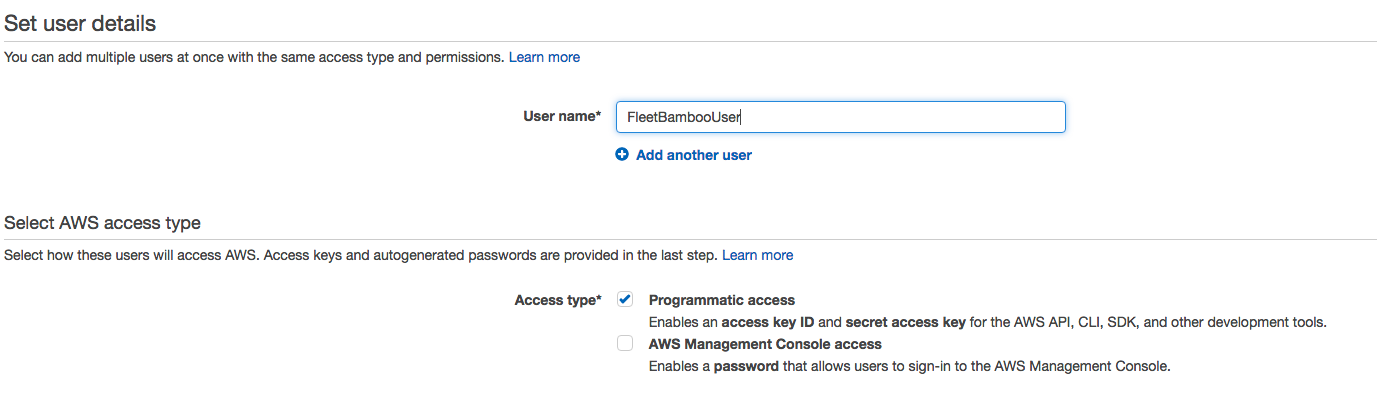 Set user details
You can add multiple users at once with the same access type and permissions. Learn more
User name* FleetBambooUser
Add another user
Select AWS access type
Select how these users will access AWS. Access keys and autogenerated passwords are provided in the last step. Learn more
Access type* Programmatic access
Enables an access key ID and secret access key for the AWS API, CLI, SDK, and other development tools.
AWS Management Console access
Enables a password that allows users to sign-in to the AWS Management Console.